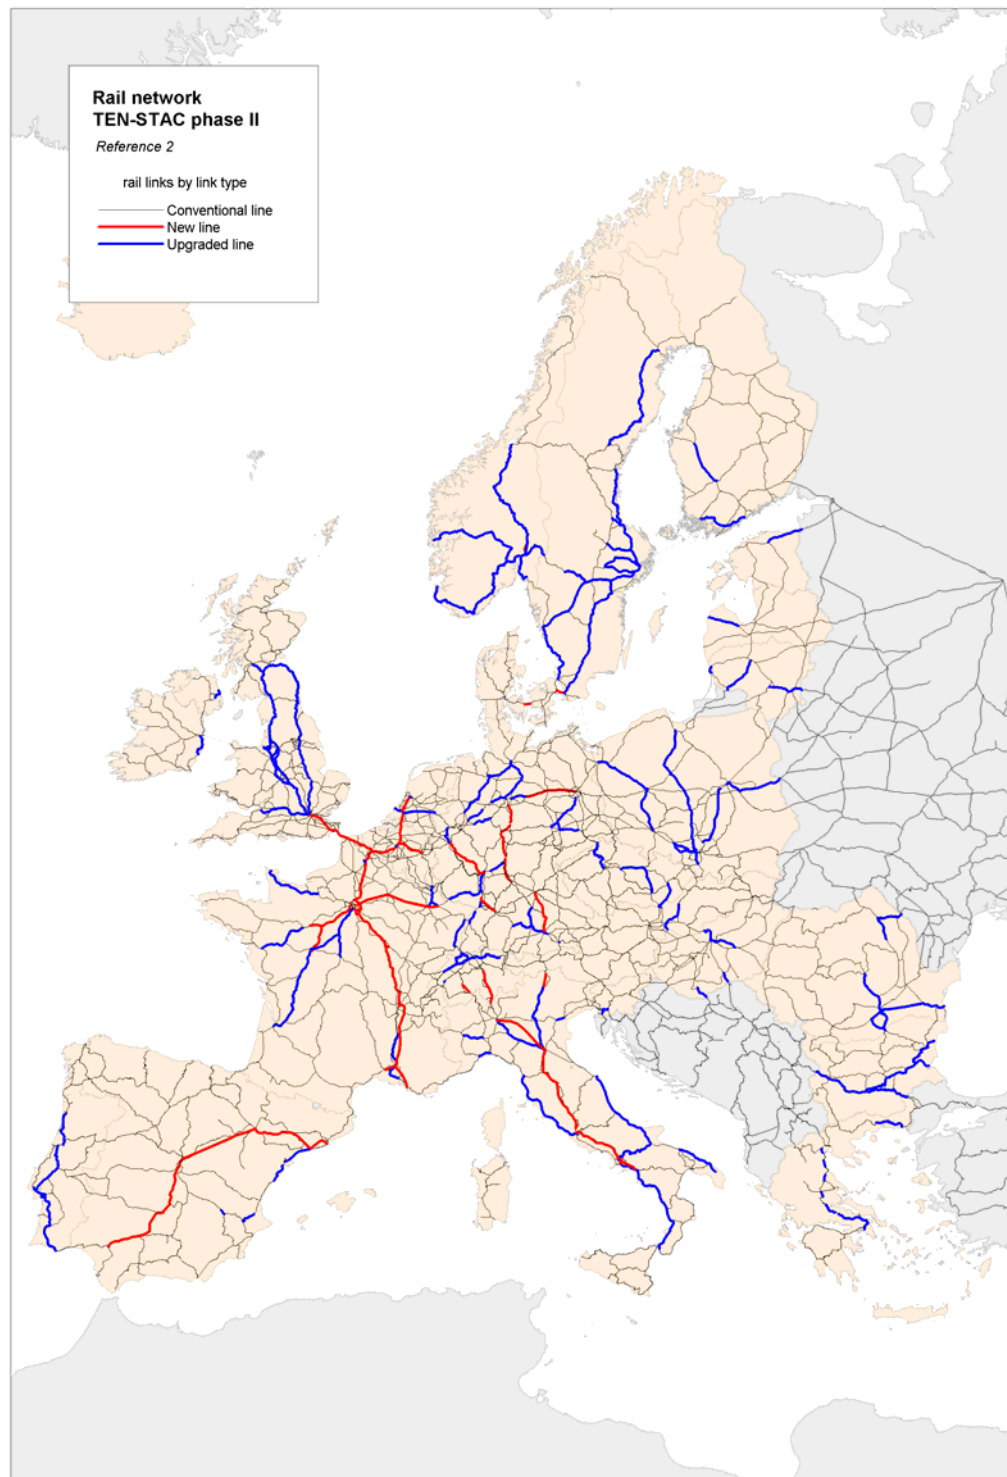 Rail network
TEN-STAC phase II
Reference 2
rail links by link type
Conventional line
New line
Upgraded line